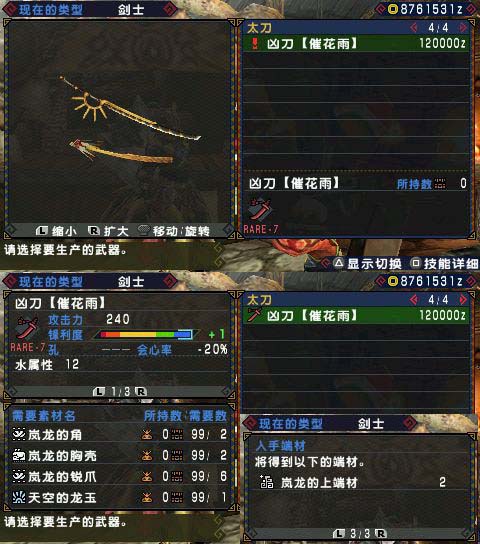 现在的类型 剑士
8761531z
太刀 4/4
凶刀【催花雨】 120000z
凶刀【催花雨】 所持数 0
RARE-7
L 缩小 R 扩大 移动/旋转
请选择要生产的武器。
△显示切换 □技能详细
现在的类型 剑士
凶刀【催花雨】
攻击力 240
RARE-7
锋利度 +1
孔 --- 会心率 -20%
水属性 12
L 1/3 R
需要素材名 所持数 需要数
岚龙的角 0 99/ 2
岚龙的胸壳 0 99/ 2
岚龙的锐爪 0 99/ 6
天空的龙玉 0 99/ 1
请选择要生产的武器。
8761531z
太刀 4/4
凶刀【催花雨】 120000z
现在的类型 剑士
入手端材
将得到以下的端材。
岚龙的上端材 2
L 3/3 R